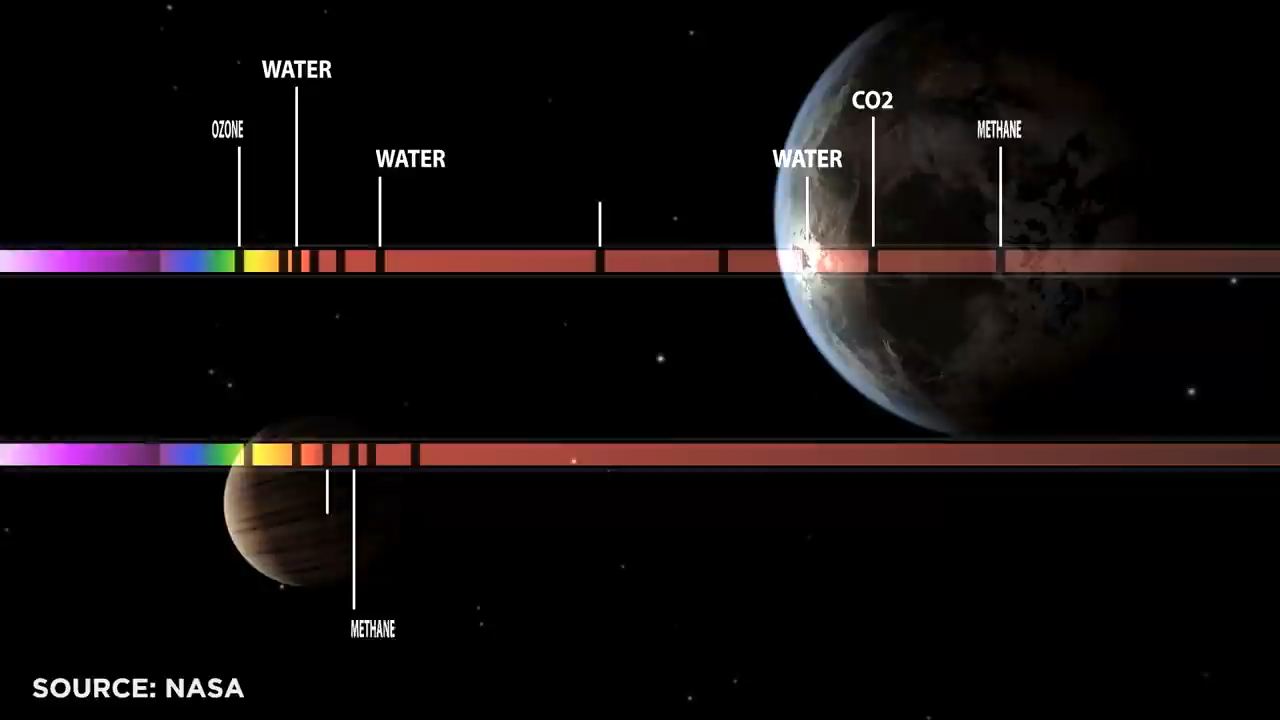 WATER
CO2
OZONE
METHANE
WATER
WATER
METHANE
SOURCE: NASA